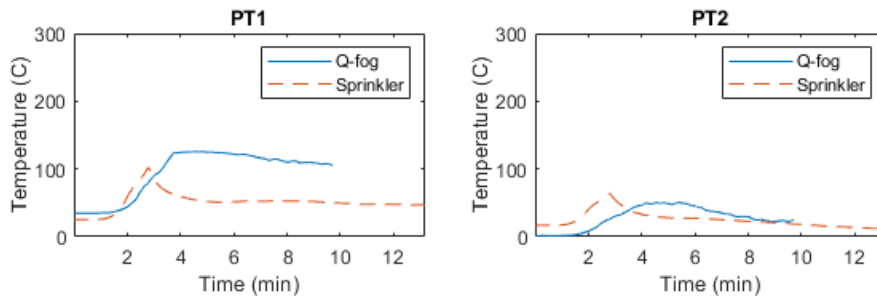 PT1
300
200
100
0
Temperature (C)
2 4 6 8 10 12
Time (min)
Q-fog
Sprinkler
PT2
300
200
100
0
Temperature (C)
2 4 6 8 10 12
Time (min)
Q-fog
Sprinkler